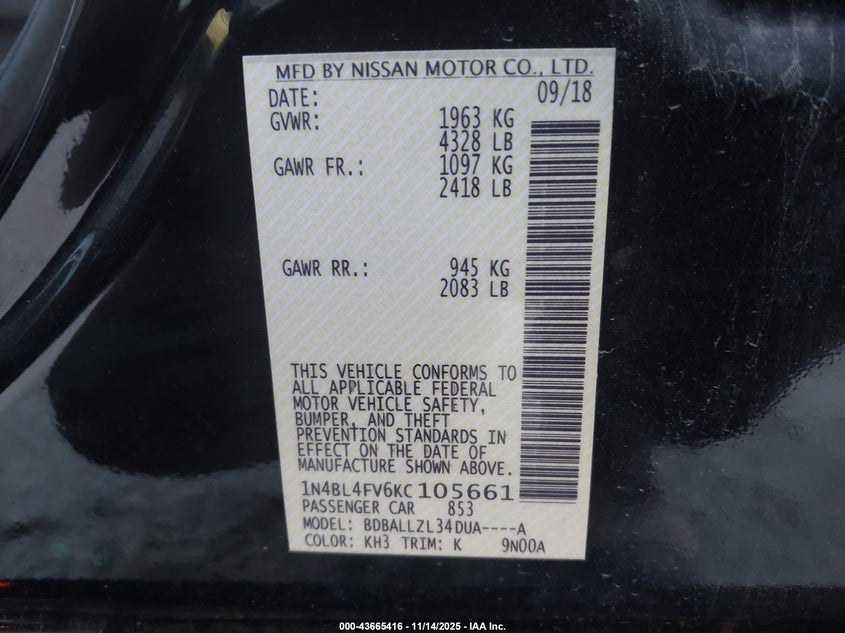 MFD BY NISSAN MOTOR CO., LTD.
DATE: 09/18
GVWR: 1963 KG
4328 LB
GAWR FR.: 1097 KG
2418 LB
GAWR RR.: 945 KG
2083 LB
THIS VEHICLE CONFORMS TO
ALL APPLICABLE FEDERAL
MOTOR VEHICLE SAFETY,
BUMPER, AND THEFT
PREVENTION STANDARDS IN
EFFECT ON THE DATE OF
MANUFACTURE SHOWN ABOVE.
1N4BL4FV6KC105661
PASSENGER CAR 853
MODEL: BDBALLZL34DUA----A
COLOR: KH3 TRIM: K 9N00A
000-43665416 - 11/14/2025 - IAA Inc.